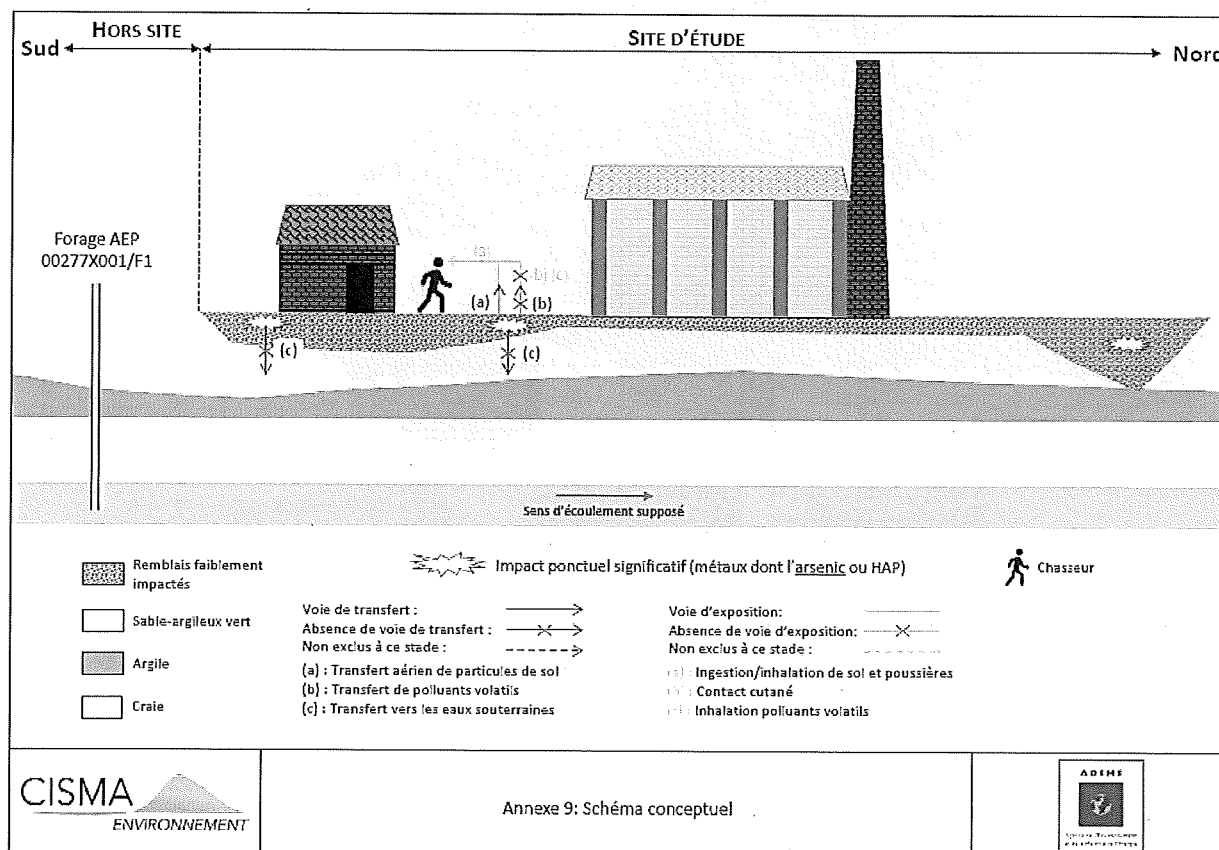 HORS SITE
SITE D'ÉTUDE
Sud
Nord
Forage AEP
00277X001/F1
(a)
b) (c)
(a)
(b)
(c)
(c)
Sens d'écoulement supposé
Remblais faiblement
impactés
Sable-argileux vert
Argile
Craie
Impact ponctuel significatif (métaux dont l'arsenic ou HAP)
Chasseur
Voie de transfert :
Absence de voie de transfert :
Non exclus à ce stade :
(a) : Transfert aérien de particules de sol
(b) : Transfert de polluants volatils
(c) : Transfert vers les eaux souterraines
Voie d'exposition:
Absence de voie d'exposition:
Non exclus à ce stade :
: Ingestion/inhalation de sol et poussières
: Contact cutané
: Inhalation polluants volatils
CISMA
ENVIRONNEMENT
Annexe 9: Schéma conceptuel
ADEME